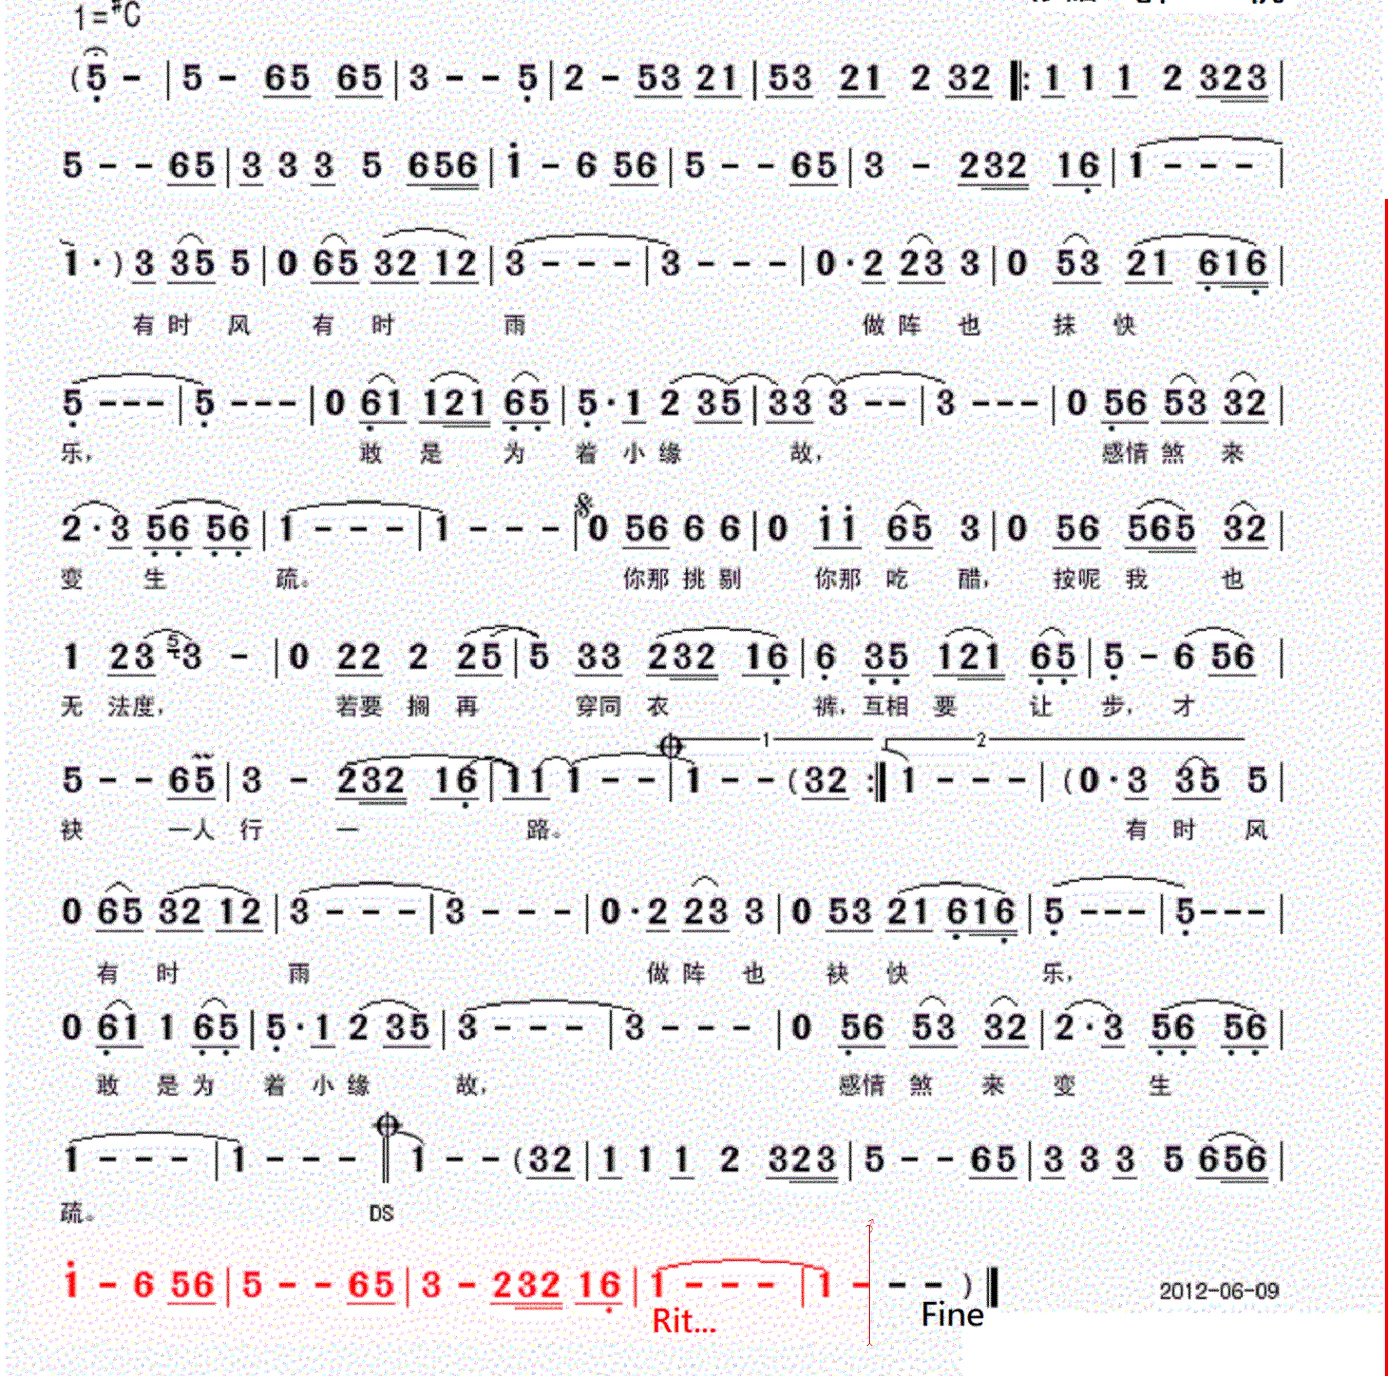 1=#C
(5 - | 5 - 65 65 | 3 - - 5 | 2 - 53 21 | 53 21 2 32 ‖: 1 1 1 2 323 |
5 - - 65 | 3 3 3 5 656 | i - 6 56 | 5 - - 65 | 3 - 232 16 | 1 - - - |
1 · ) 3 35 5 | 0 65 32 12 | 3 - - - | 3 - - - | 0 · 2 23 3 | 0 53 21 616 |
有时 风 有 时 雨 做 阵 也 抹 快
5 - - - | 5 - - - | 0 61 121 65 | 5 · 1 2 35 | 33 3 - - | 3 - - - | 0 56 53 32 |
乐, 敢 是 为 着 小 缘 故, 感情 煞 来
2 · 3 56 56 | 1 - - - | 1 - - - | 0 56 6 6 | 0 ii 65 3 | 0 56 565 32 |
变 生 疏。 你那 挑 剔 你那 吃 醋, 按呢 我 也
1 23 5 3 - | 0 22 2 25 | 5 33 232 16 | 6 35 121 65 | 5 - 6 56 |
无 法度, 若要 搁 再 穿同 衣 裤, 互相 要 让 步, 才
1 2
5 - - 65 | 3 - 232 16 | 11 1 - - | 1 - - (32 :‖ 1 - - - | (0 · 3 35 5 |
袂 一人 行 一 路。 有 时 风
0 65 32 12 | 3 - - - | 3 - - - | 0 · 2 23 3 | 0 53 21 616 | 5 - - - | 5 - - - |
有 时 雨 做 阵 也 袂 快 乐,
0 61 1 65 | 5 · 1 2 35 | 3 - - - | 3 - - - | 0 56 53 32 | 2 · 3 56 56 |
敢 是 为 着 小 缘 故, 感情 煞 来 变 生
1 - - - | 1 - - - ‖ 1 - - (32 | 1 1 1 2 323 | 5 - - 65 | 3 3 3 5 656 |
疏。 DS
i - 6 56 | 5 - - 65 | 3 - 232 16 | 1 - - - | 1 - - - ) ‖
2012-06-09
Rit... Fine